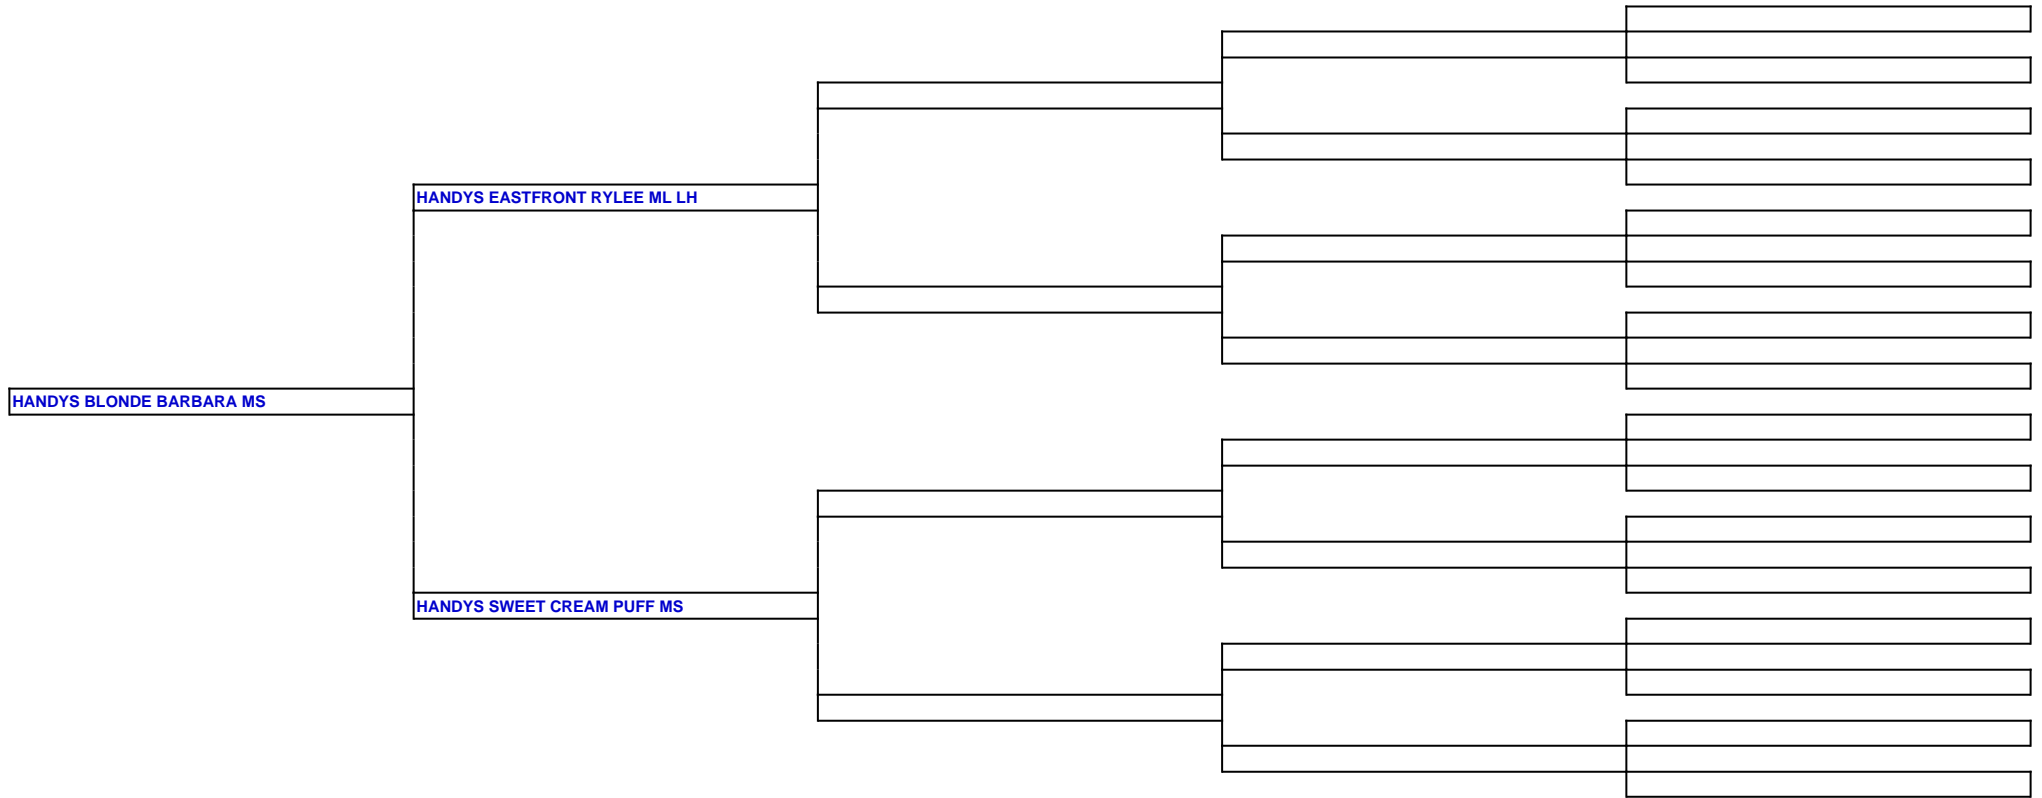 HANDYS EASTFRONT RYLEE ML LH
HANDYS BLONDE BARBARA MS
HANDYS SWEET CREAM PUFF MS